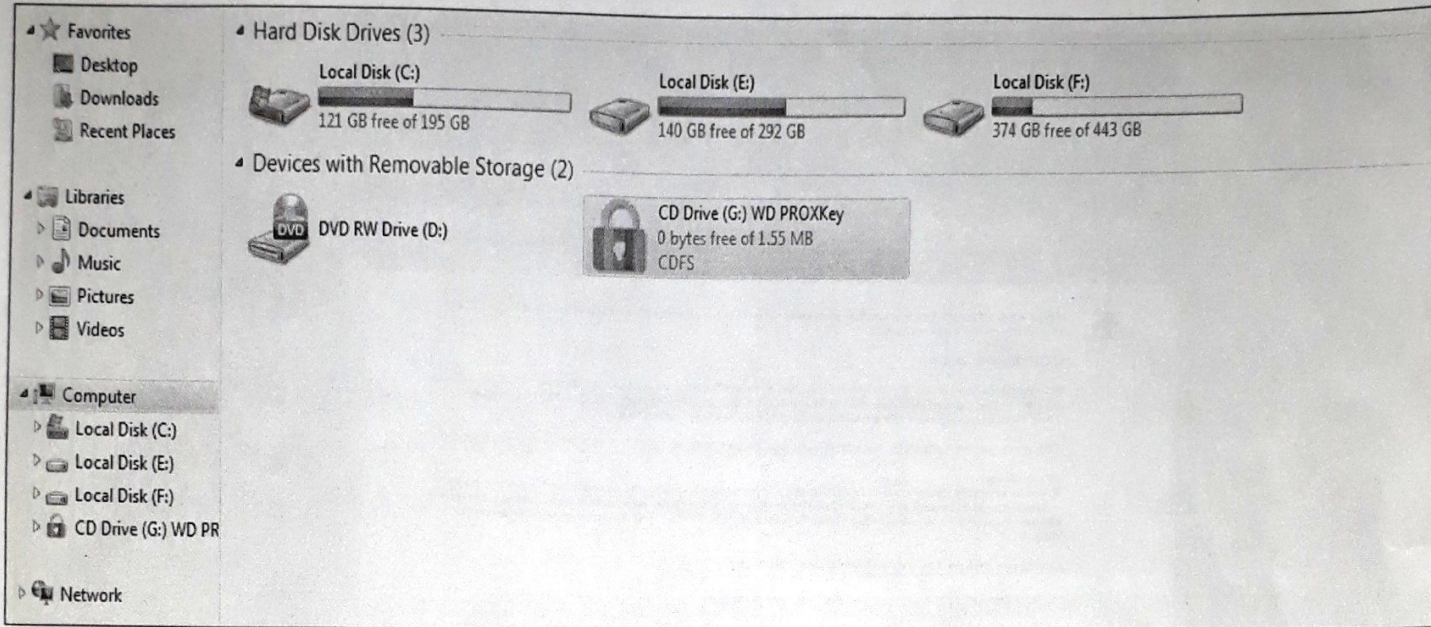 Favorites
Desktop
Downloads
Recent Places
Libraries
Documents
Music
Pictures
Videos
Computer
Local Disk (C:)
Local Disk (E:)
Local Disk (F:)
CD Drive (G:) WD PR
Network
Hard Disk Drives (3)
Local Disk (C:)
121 GB free of 195 GB
Local Disk (E:)
140 GB free of 292 GB
Local Disk (F:)
374 GB free of 443 GB
Devices with Removable Storage (2)
DVD
DVD RW Drive (D:)
CD Drive (G:) WD PROXKey
0 bytes free of 1.55 MB
CDFS